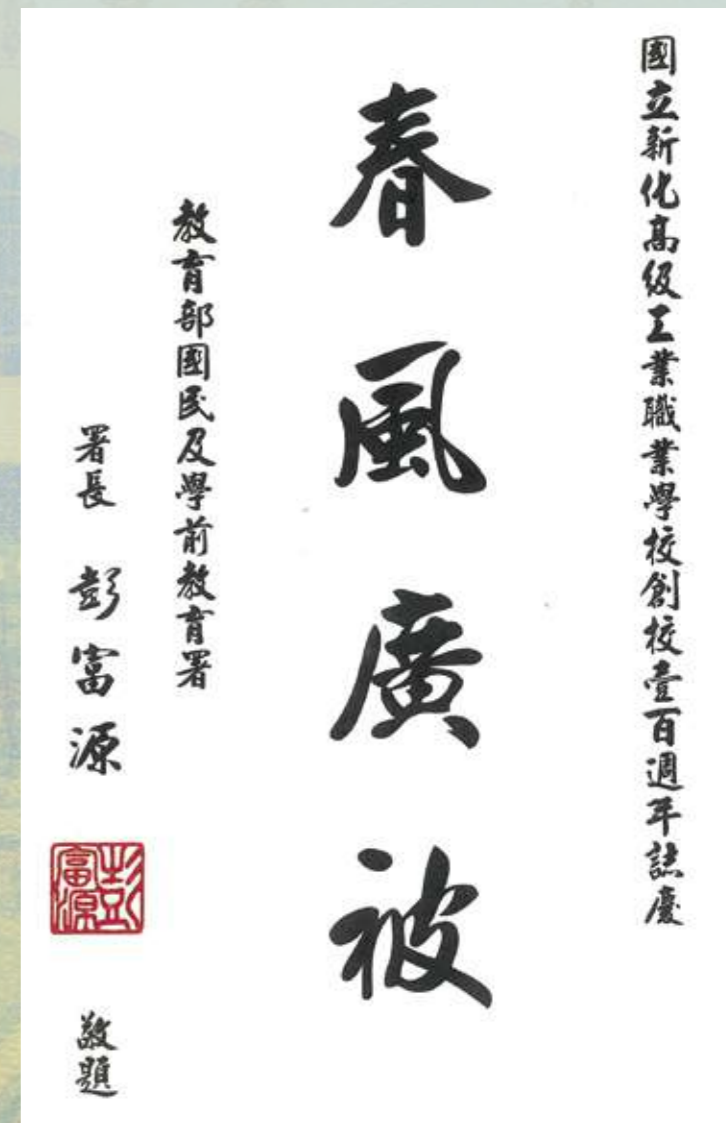 國立新化高級工業職業學校創校壹百週年誌慶
春風廣被
教育部國民及學前教育署
署長 彭富源
彭富源
敬題